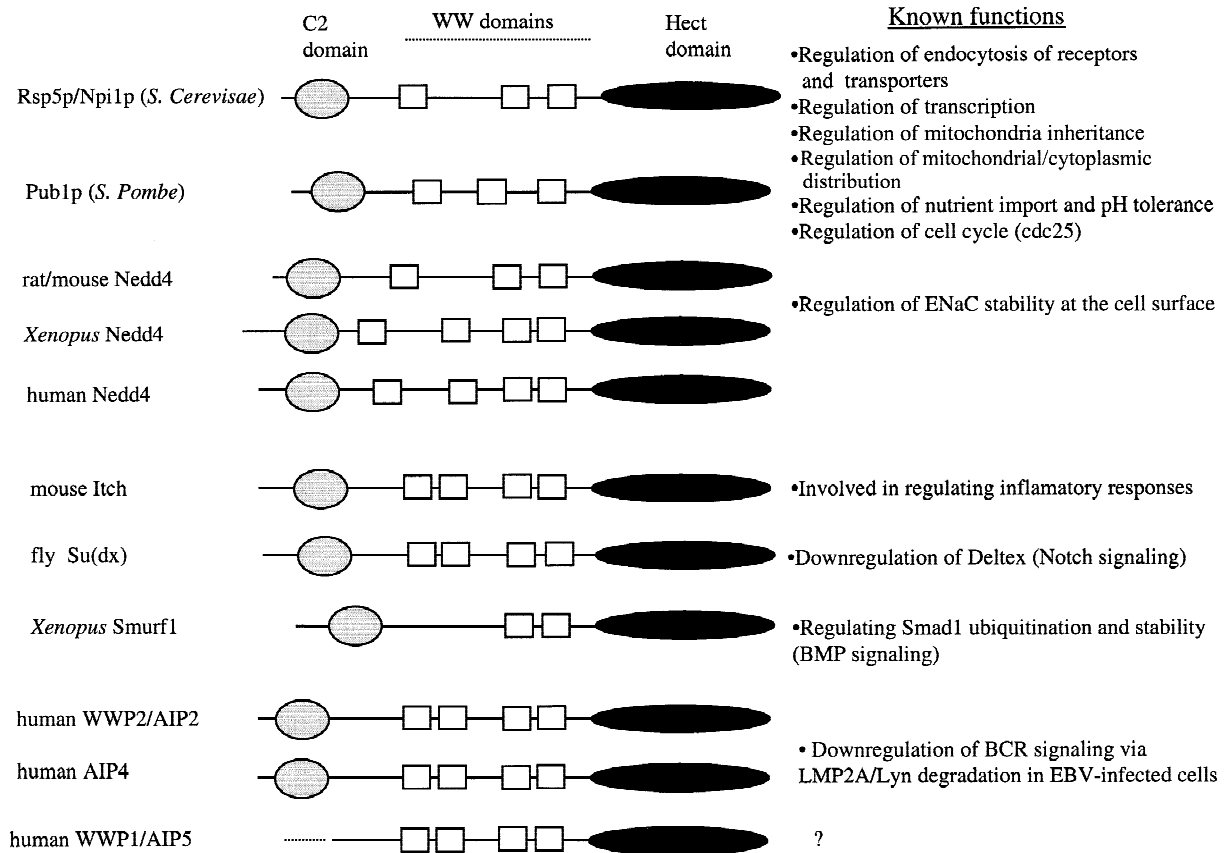 C2
domain
WW domains
Hect
domain
Known functions
Rsp5p/Npi1p (S. Cerevisae)
•Regulation of endocytosis of receptors
and transporters
•Regulation of transcription
•Regulation of mitochondria inheritance
Pub1p (S. Pombe)
•Regulation of mitochondrial/cytoplasmic
distribution
•Regulation of nutrient import and pH tolerance
•Regulation of cell cycle (cdc25)
rat/mouse Nedd4
•Regulation of ENaC stability at the cell surface
Xenopus Nedd4
human Nedd4
mouse Itch
•Involved in regulating inflamatory responses
fly Su(dx)
•Downregulation of Deltex (Notch signaling)
Xenopus Smurf1
•Regulating Smad1 ubiquitination and stability
(BMP signaling)
human WWP2/AIP2
human AIP4
• Downregulation of BCR signaling via
LMP2A/Lyn degradation in EBV-infected cells
human WWP1/AIP5
?